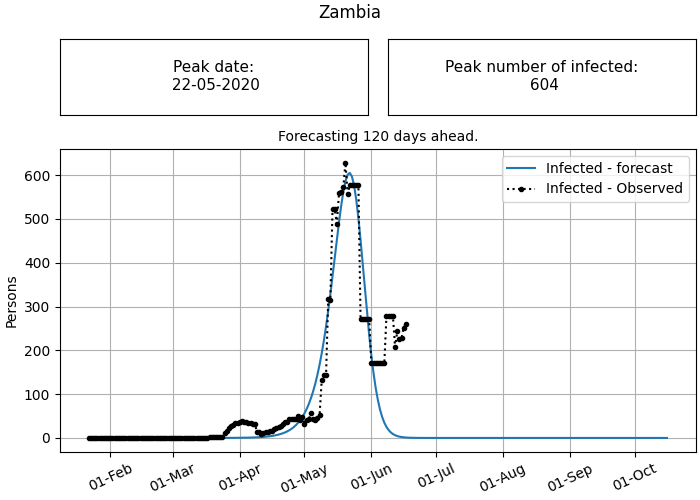 Zambia
Peak date:
22-05-2020
Peak number of infected:
604
Forecasting 120 days ahead.
Infected - forecast
Infected - Observed
Persons
600
500
400
300
200
100
0
01-Feb
01-Mar
01-Apr
01-May
01-Jun
01-Jul
01-Aug
01-Sep
01-Oct